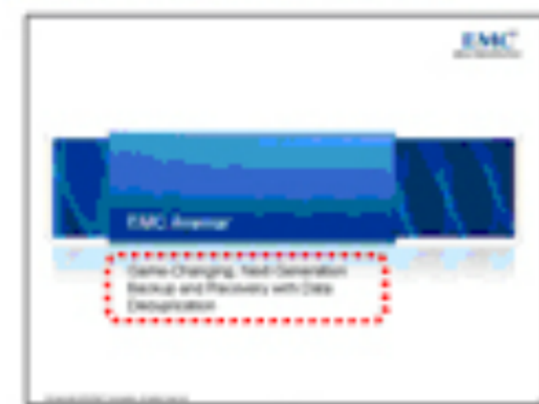 EMC
EMC Avamar
Game-Changing, Next Generation
Backup and Recovery with Data
Deduplication